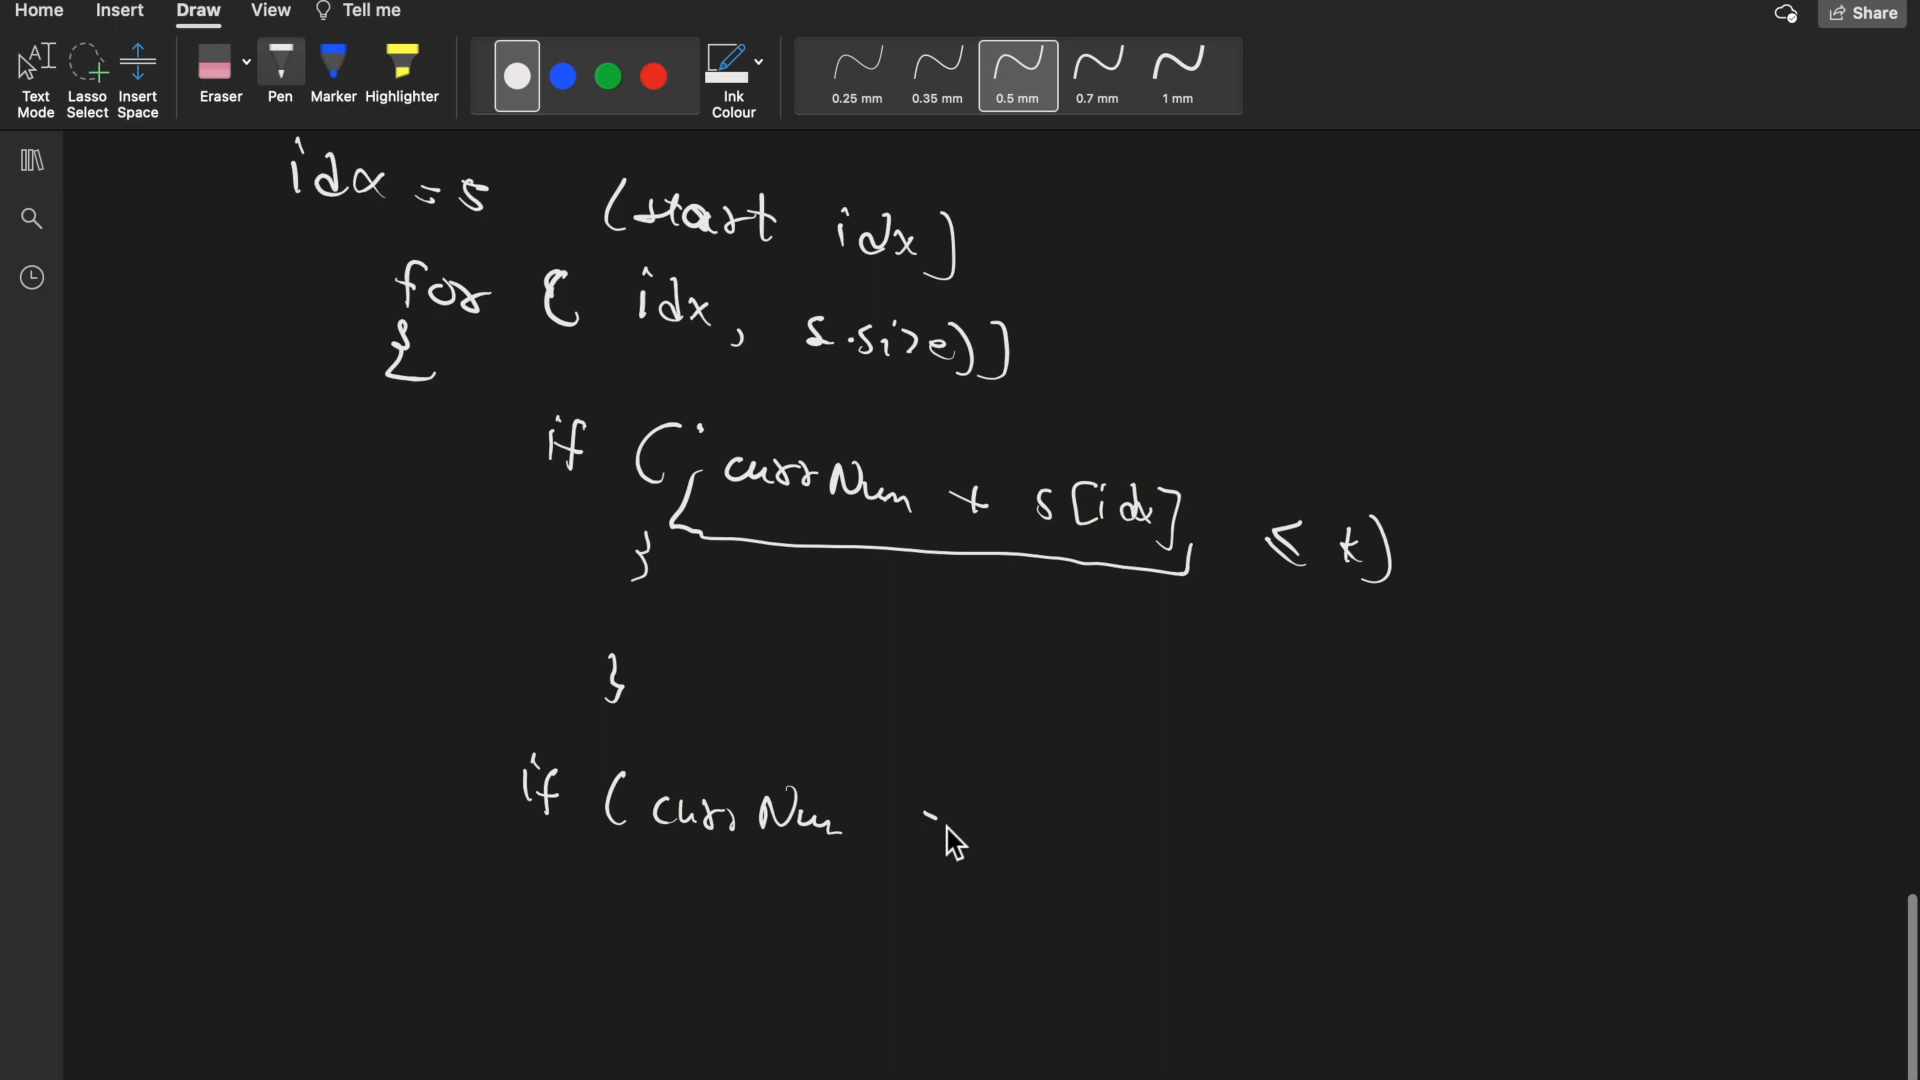 Home Insert Draw View Tell me Share
Text Mode Lasso Select Insert Space Eraser Pen Marker Highlighter Ink Colour 0.25 mm 0.35 mm 0.5 mm 0.7 mm 1 mm
idx = s (start idx)
for ( idx, s.size))
{
if ( currNum + s[idx] ≤ k)
}
}
if ( currNum